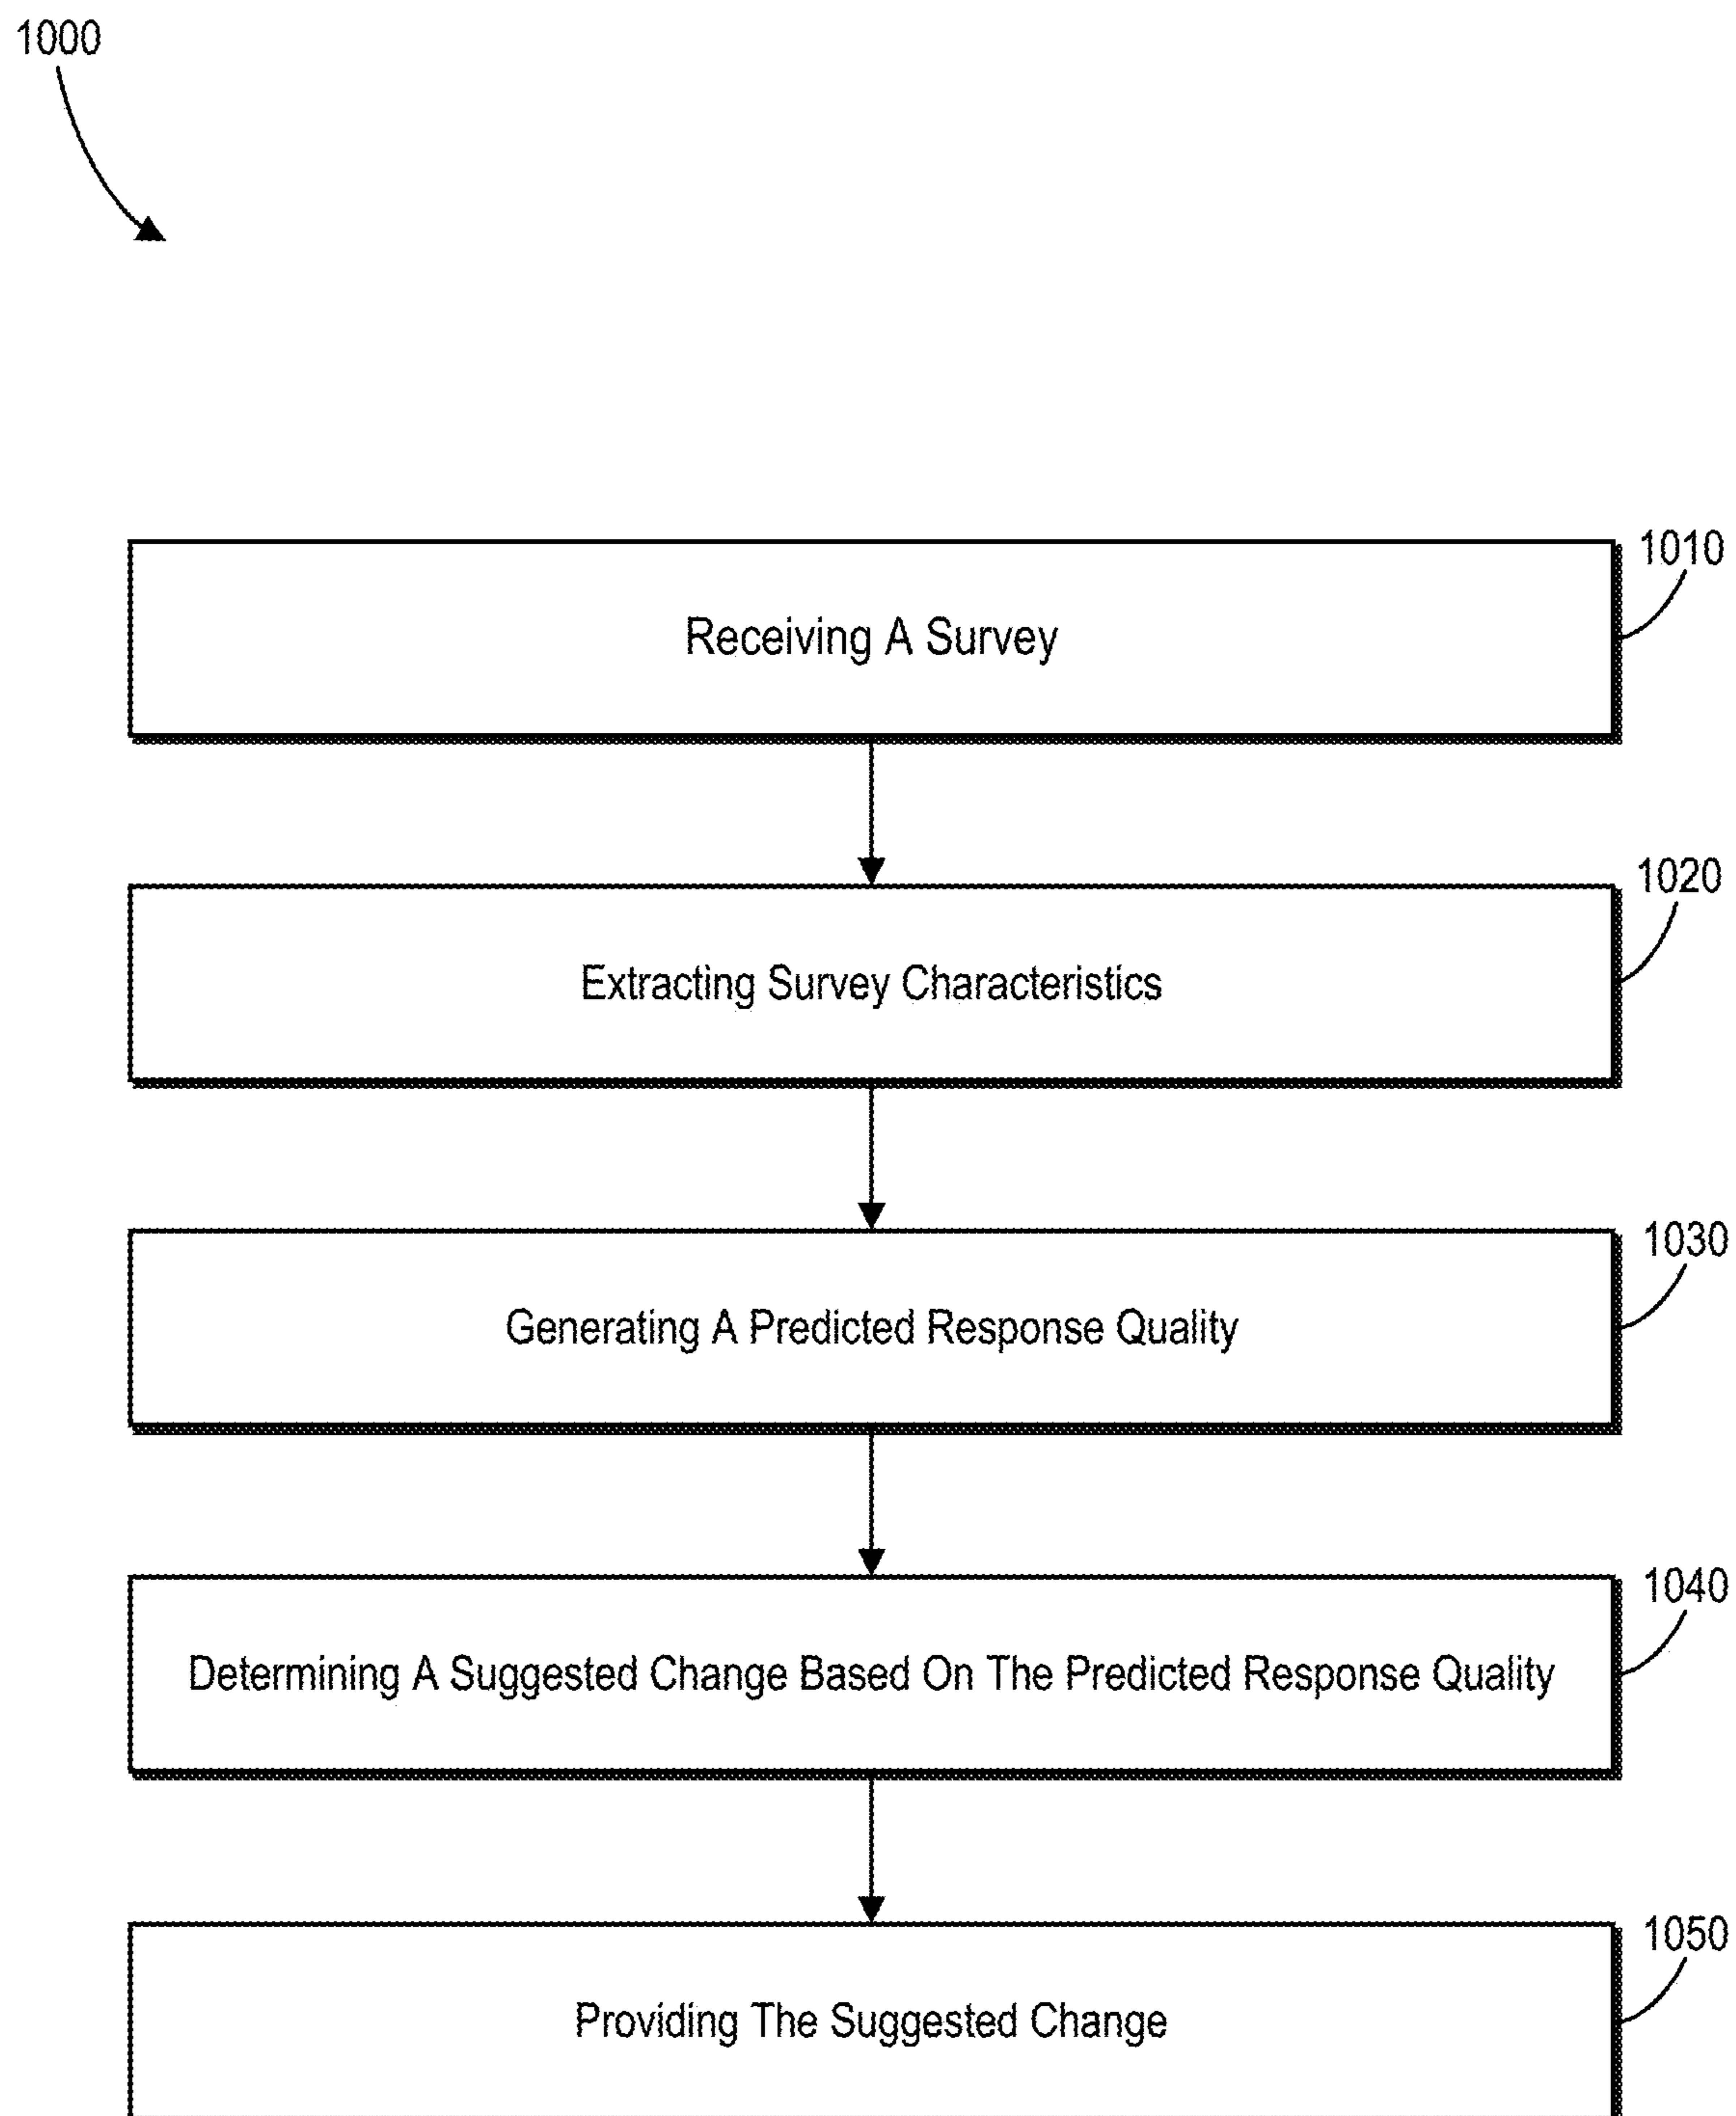 1000
1010
Receiving A Survey
1020
Extracting Survey Characteristics
1030
Generating A Predicted Response Quality
1040
Determining A Suggested Change Based On The Predicted Response Quality
1050
Providing The Suggested Change